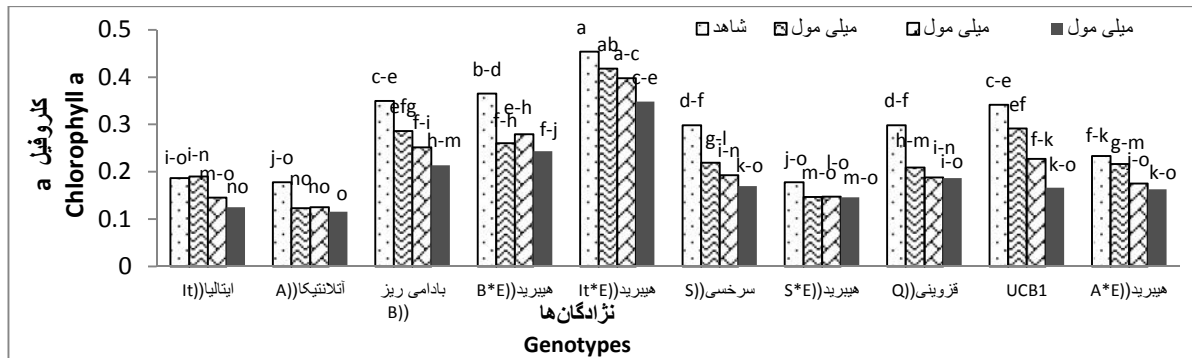 شاهد میلی مول میلی مول میلی مول
0.5
0.4
0.3
0.2
0.1
0
کلروفیل a
Chlorophyll a
i-o i-n m-o no
j-o no no o
c-e efg f-i h-m
b-d f-h e-h f-j
a ab a-c c-e
d-f g-l i-n k-o
j-o m-o l-o m-o
d-f h-m i-n i-o
c-e ef f-k k-o
f-k g-m j-o k-o
ایتالیا((It
آتلانتیکا((A
بادامی ریز
B((
هیبرید((B*E
هیبرید((It*E
سرخسی((S
هیبرید((S*E
قزوینی((Q
UCB1
هیبرید((A*E
نژادگان‌ها
Genotypes